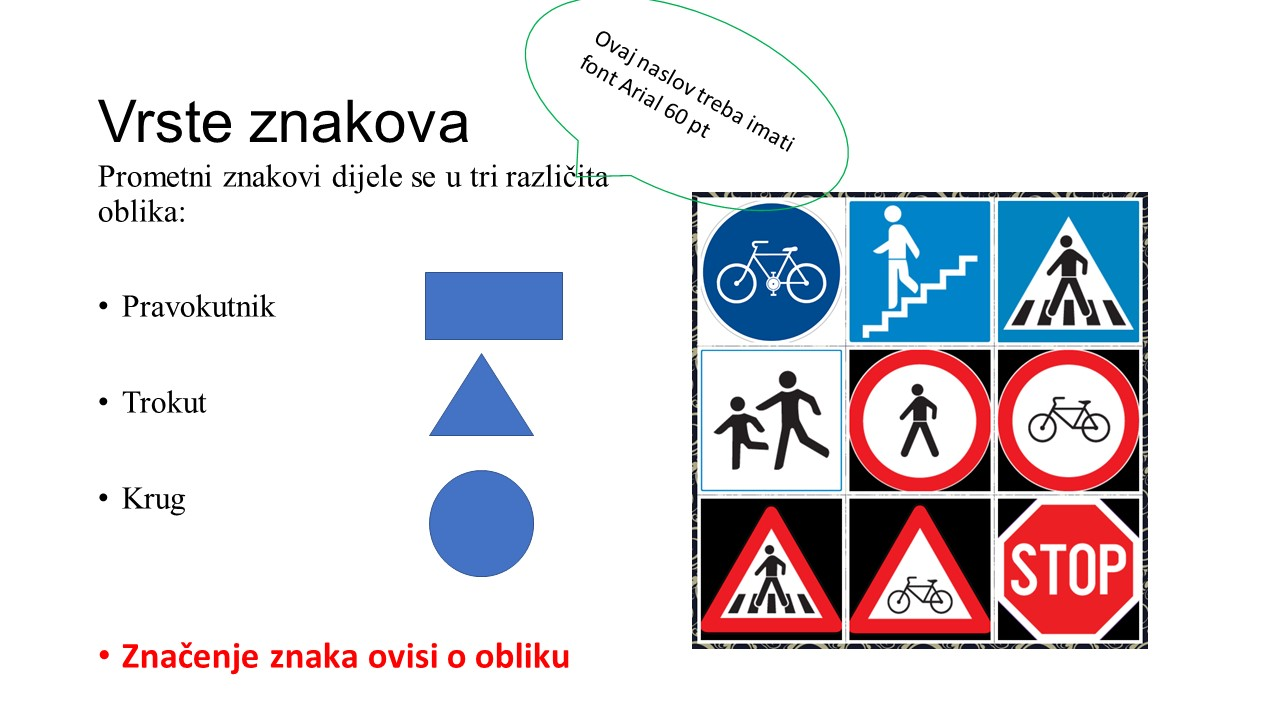 Ovaj naslov treba imati
font Arial 60 pt
Vrste znakova
Prometni znakovi dijele se u tri različita
oblika:
• Pravokutnik
• Trokut
• Krug
• Značenje znaka ovisi o obliku
STOP